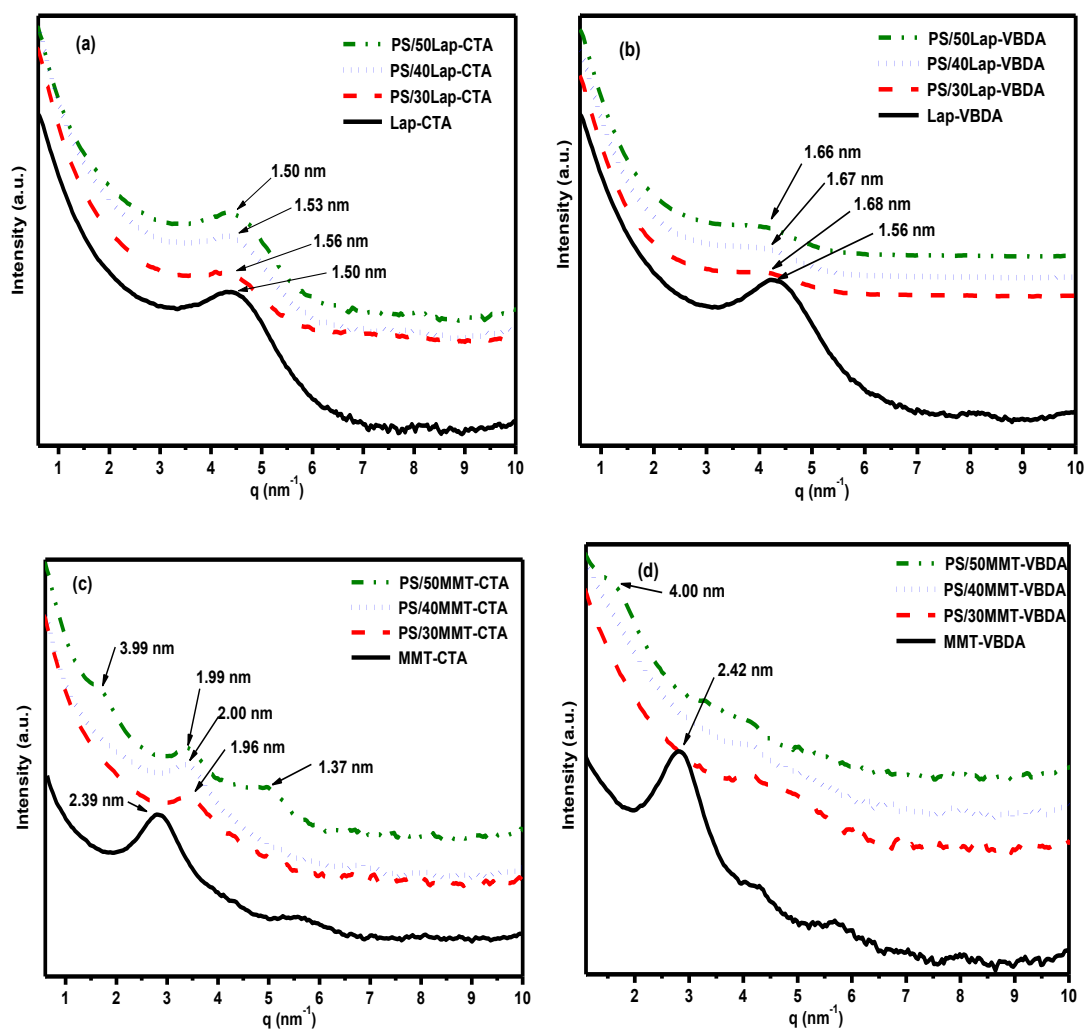 (a)
PS/50Lap-CTA
PS/40Lap-CTA
PS/30Lap-CTA
Lap-CTA
1.50 nm
1.53 nm
1.56 nm
1.50 nm
Intensity (a.u.)
1 2 3 4 5 6 7 8 9 10
q (nm⁻¹)
(b)
PS/50Lap-VBDA
PS/40Lap-VBDA
PS/30Lap-VBDA
Lap-VBDA
1.66 nm
1.67 nm
1.68 nm
1.56 nm
Intensity (a.u.)
1 2 3 4 5 6 7 8 9 10
q (nm⁻¹)
(c)
PS/50MMT-CTA
PS/40MMT-CTA
PS/30MMT-CTA
MMT-CTA
3.99 nm
1.99 nm
2.00 nm
1.96 nm
1.37 nm
2.39 nm
Intensity (a.u.)
1 2 3 4 5 6 7 8 9 10
q (nm⁻¹)
(d)
PS/50MMT-VBDA
PS/40MMT-VBDA
PS/30MMT-VBDA
MMT-VBDA
4.00 nm
2.42 nm
Intensity (a.u.)
2 3 4 5 6 7 8 9 10
q (nm⁻¹)